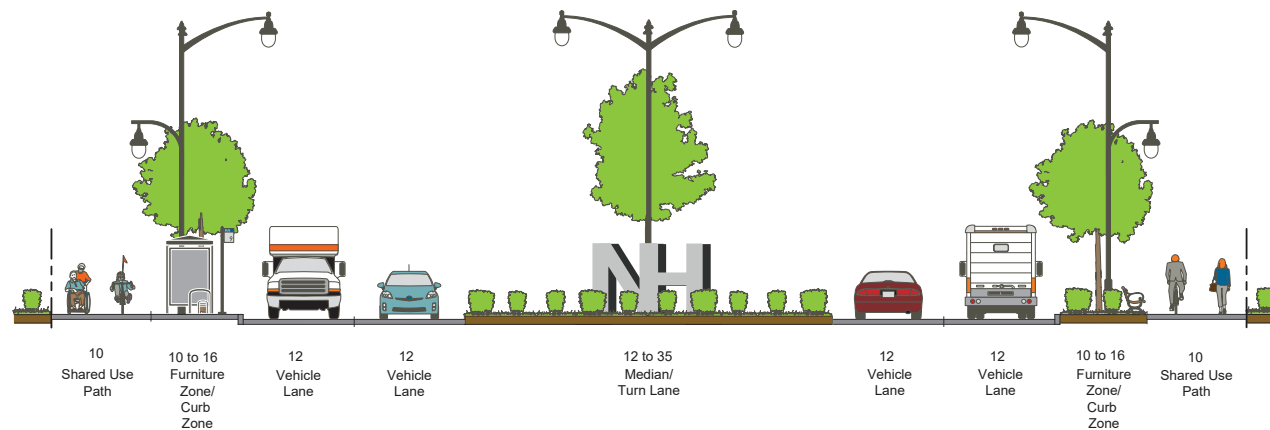 NH
10
Shared Use
Path
10 to 16
Furniture
Zone/
Curb
Zone
12
Vehicle
Lane
12
Vehicle
Lane
12 to 35
Median/
Turn Lane
12
Vehicle
Lane
12
Vehicle
Lane
10 to 16
Furniture
Zone/
Curb
Zone
10
Shared Use
Path